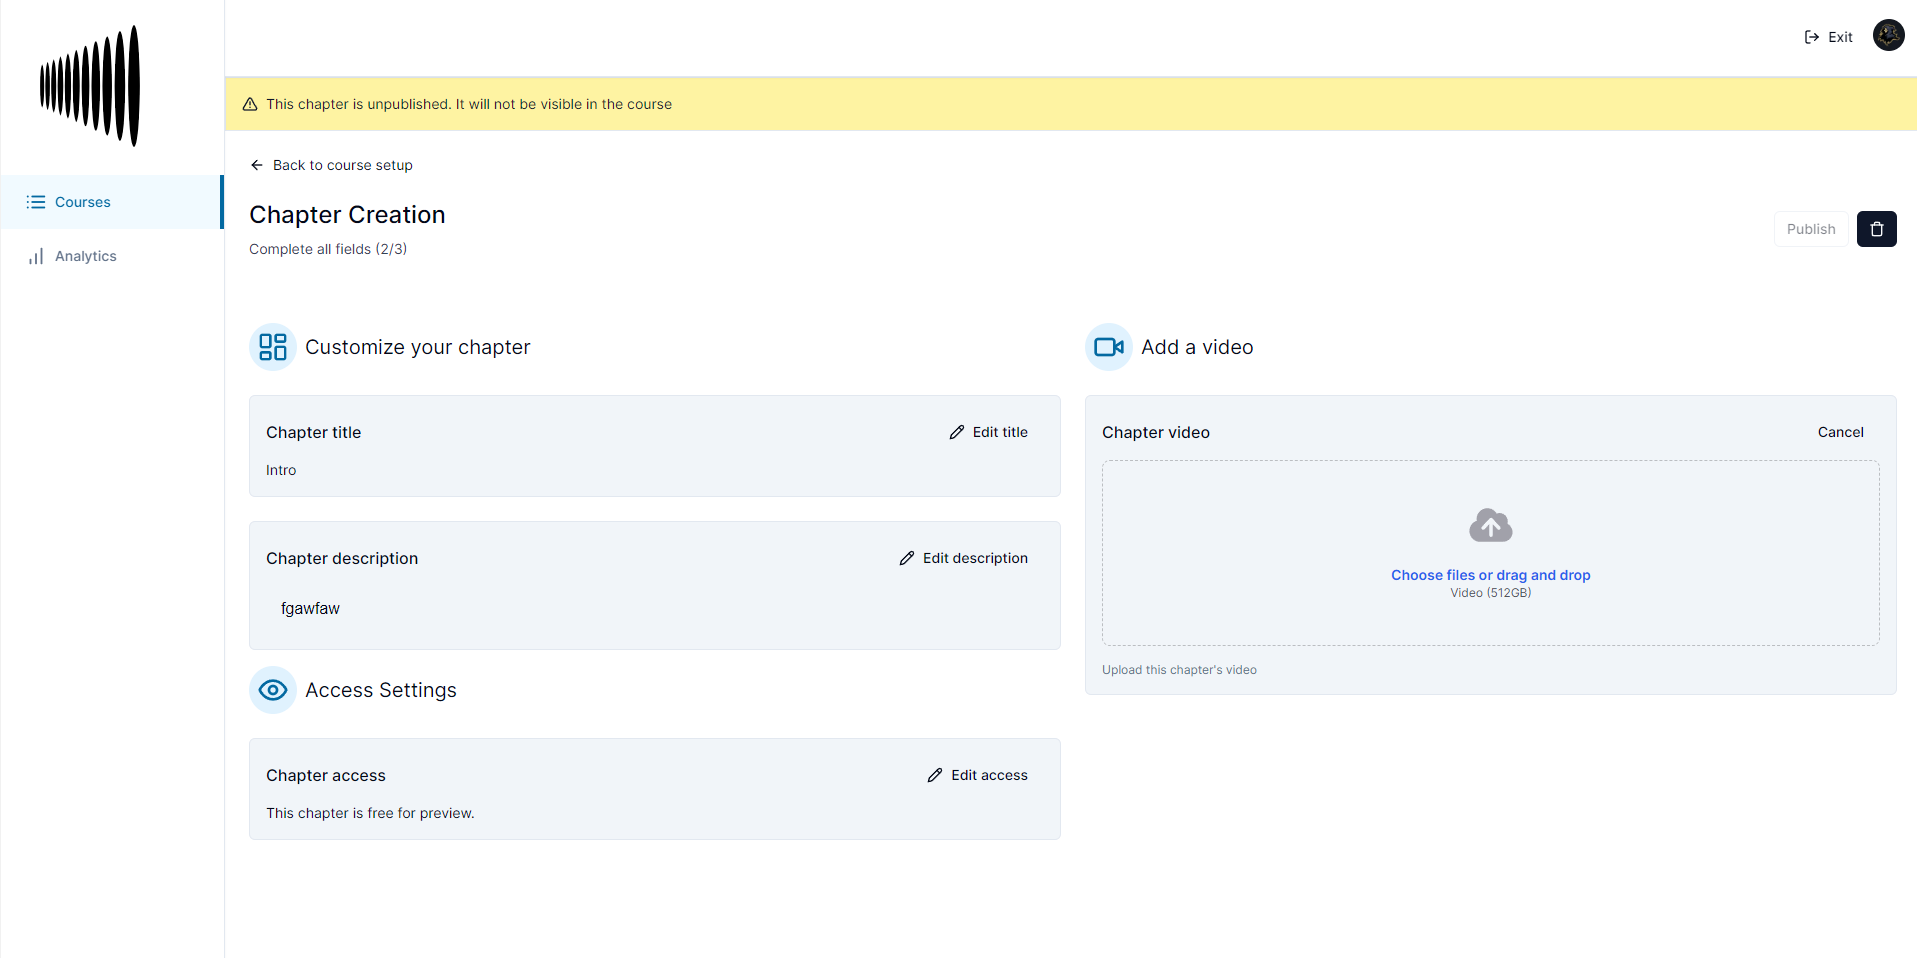 Exit
Courses
Analytics
This chapter is unpublished. It will not be visible in the course
Back to course setup
Chapter Creation
Complete all fields (2/3)
Publish
Customize your chapter
Chapter title
Edit title
Intro
Chapter description
Edit description
fgawfaw
Access Settings
Chapter access
Edit access
This chapter is free for preview.
Add a video
Chapter video
Cancel
Choose files or drag and drop
Video (512GB)
Upload this chapter's video